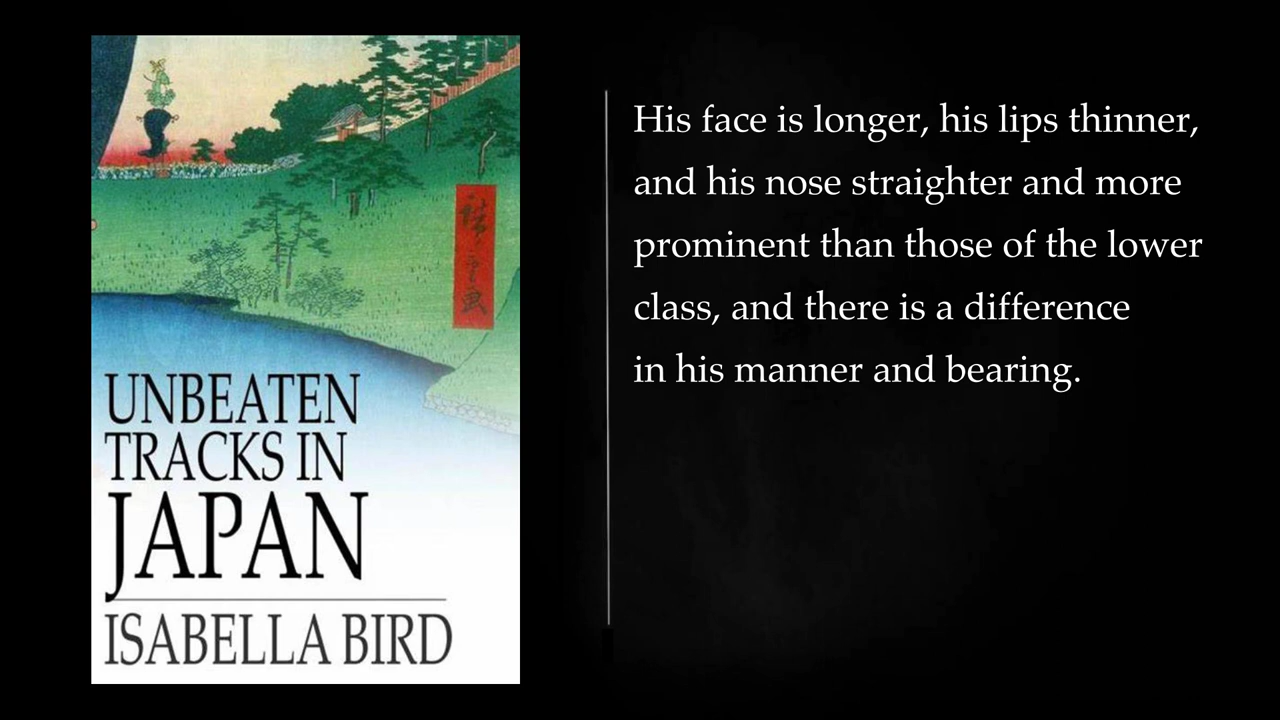 UNBEATEN
TRACKS IN
JAPAN
ISABELLA BIRD
His face is longer, his lips thinner,
and his nose straighter and more
prominent than those of the lower
class, and there is a difference
in his manner and bearing.